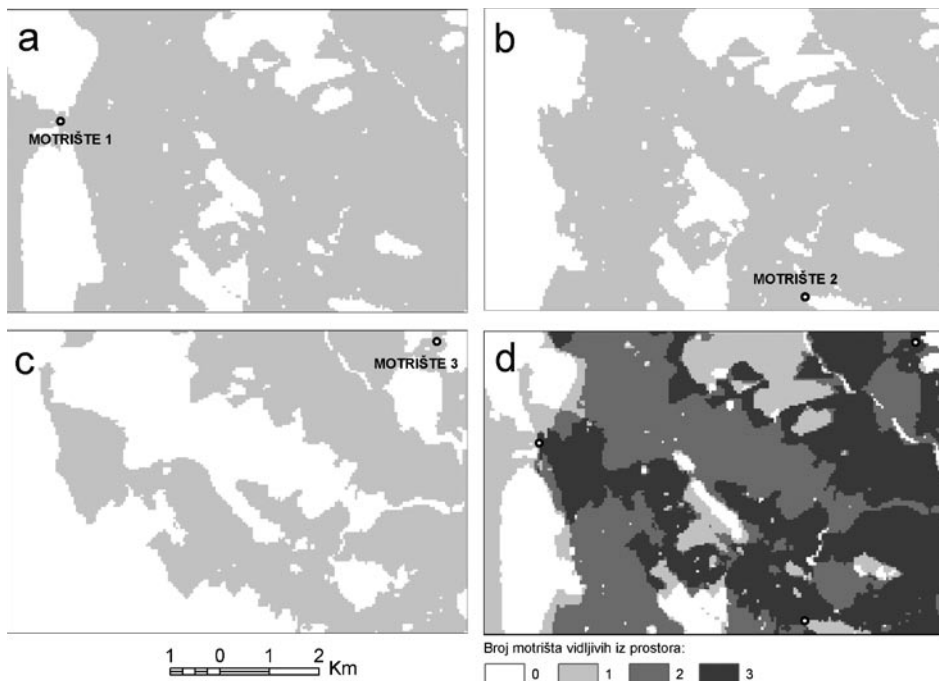 a
MOTRIŠTE 1
b
MOTRIŠTE 2
c
MOTRIŠTE 3
d
1 0 1 2
Km
Broj motrišta vidljivih iz prostora:
0 1 2 3